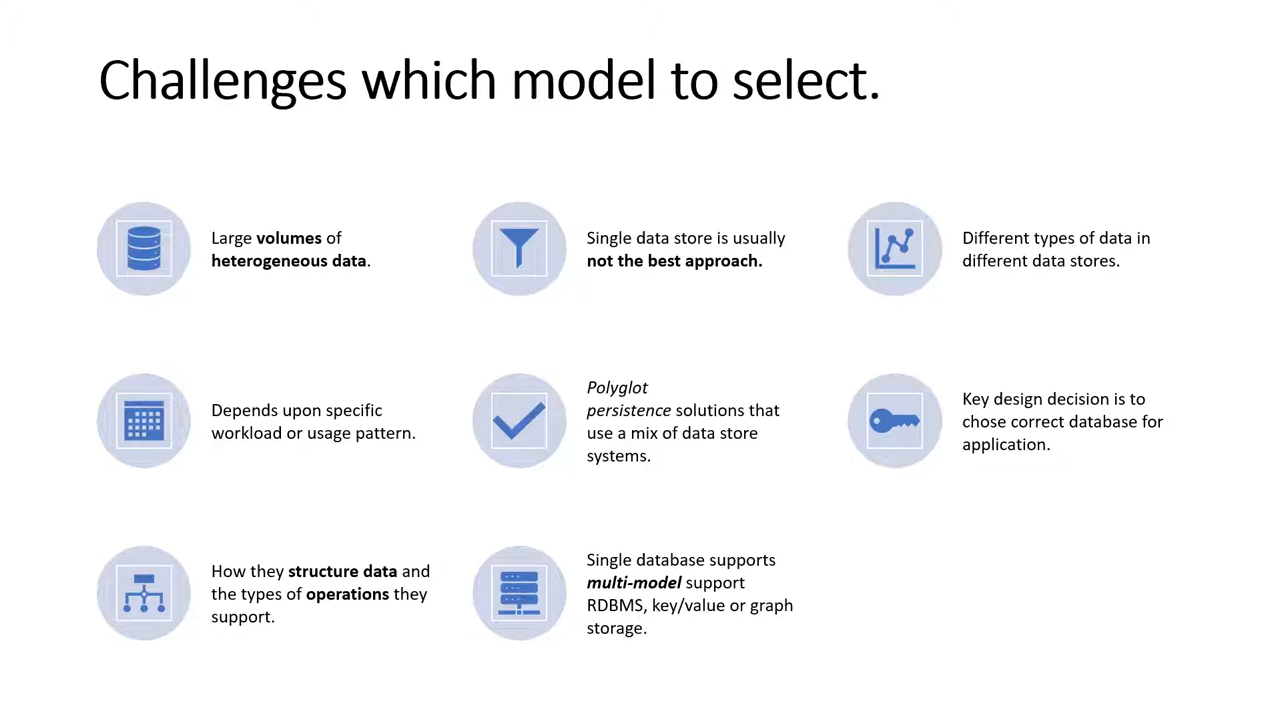 Challenges which model to select.
Large volumes of
heterogeneous data.
Single data store is usually
not the best approach.
Different types of data in
different data stores.
Depends upon specific
workload or usage pattern.
Polyglot
persistence solutions that
use a mix of data store
systems.
Key design decision is to
chose correct database for
application.
How they structure data and
the types of operations they
support.
Single database supports
multi-model support
RDBMS, key/value or graph
storage.